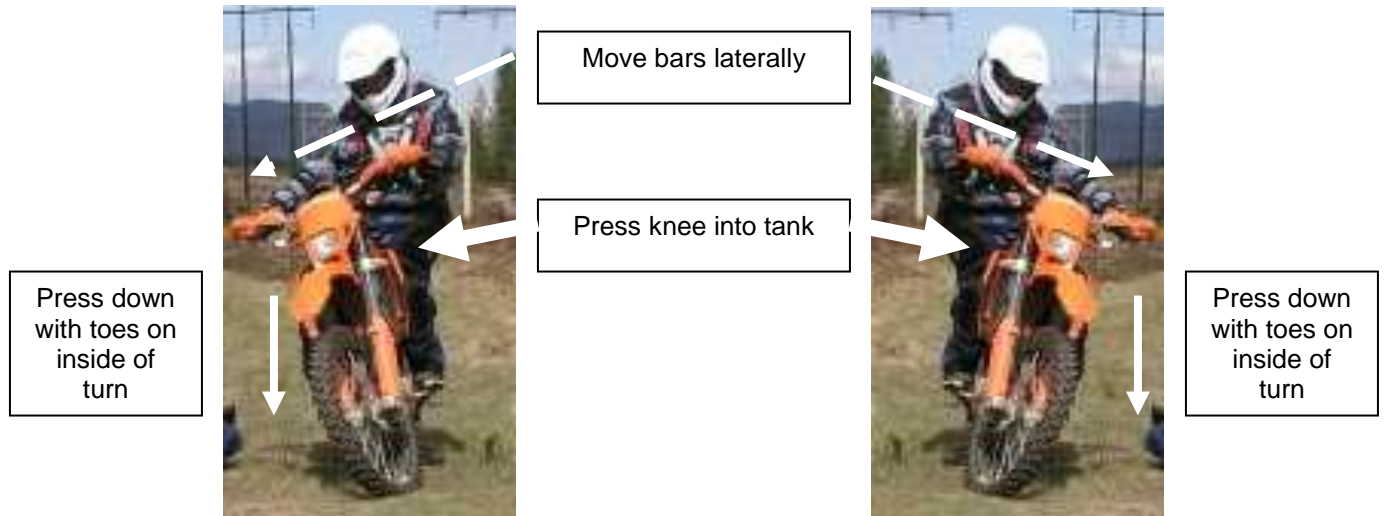 Move bars laterally
Press knee into tank
Press down
with toes on
inside of
turn
Press down
with toes on
inside of
turn